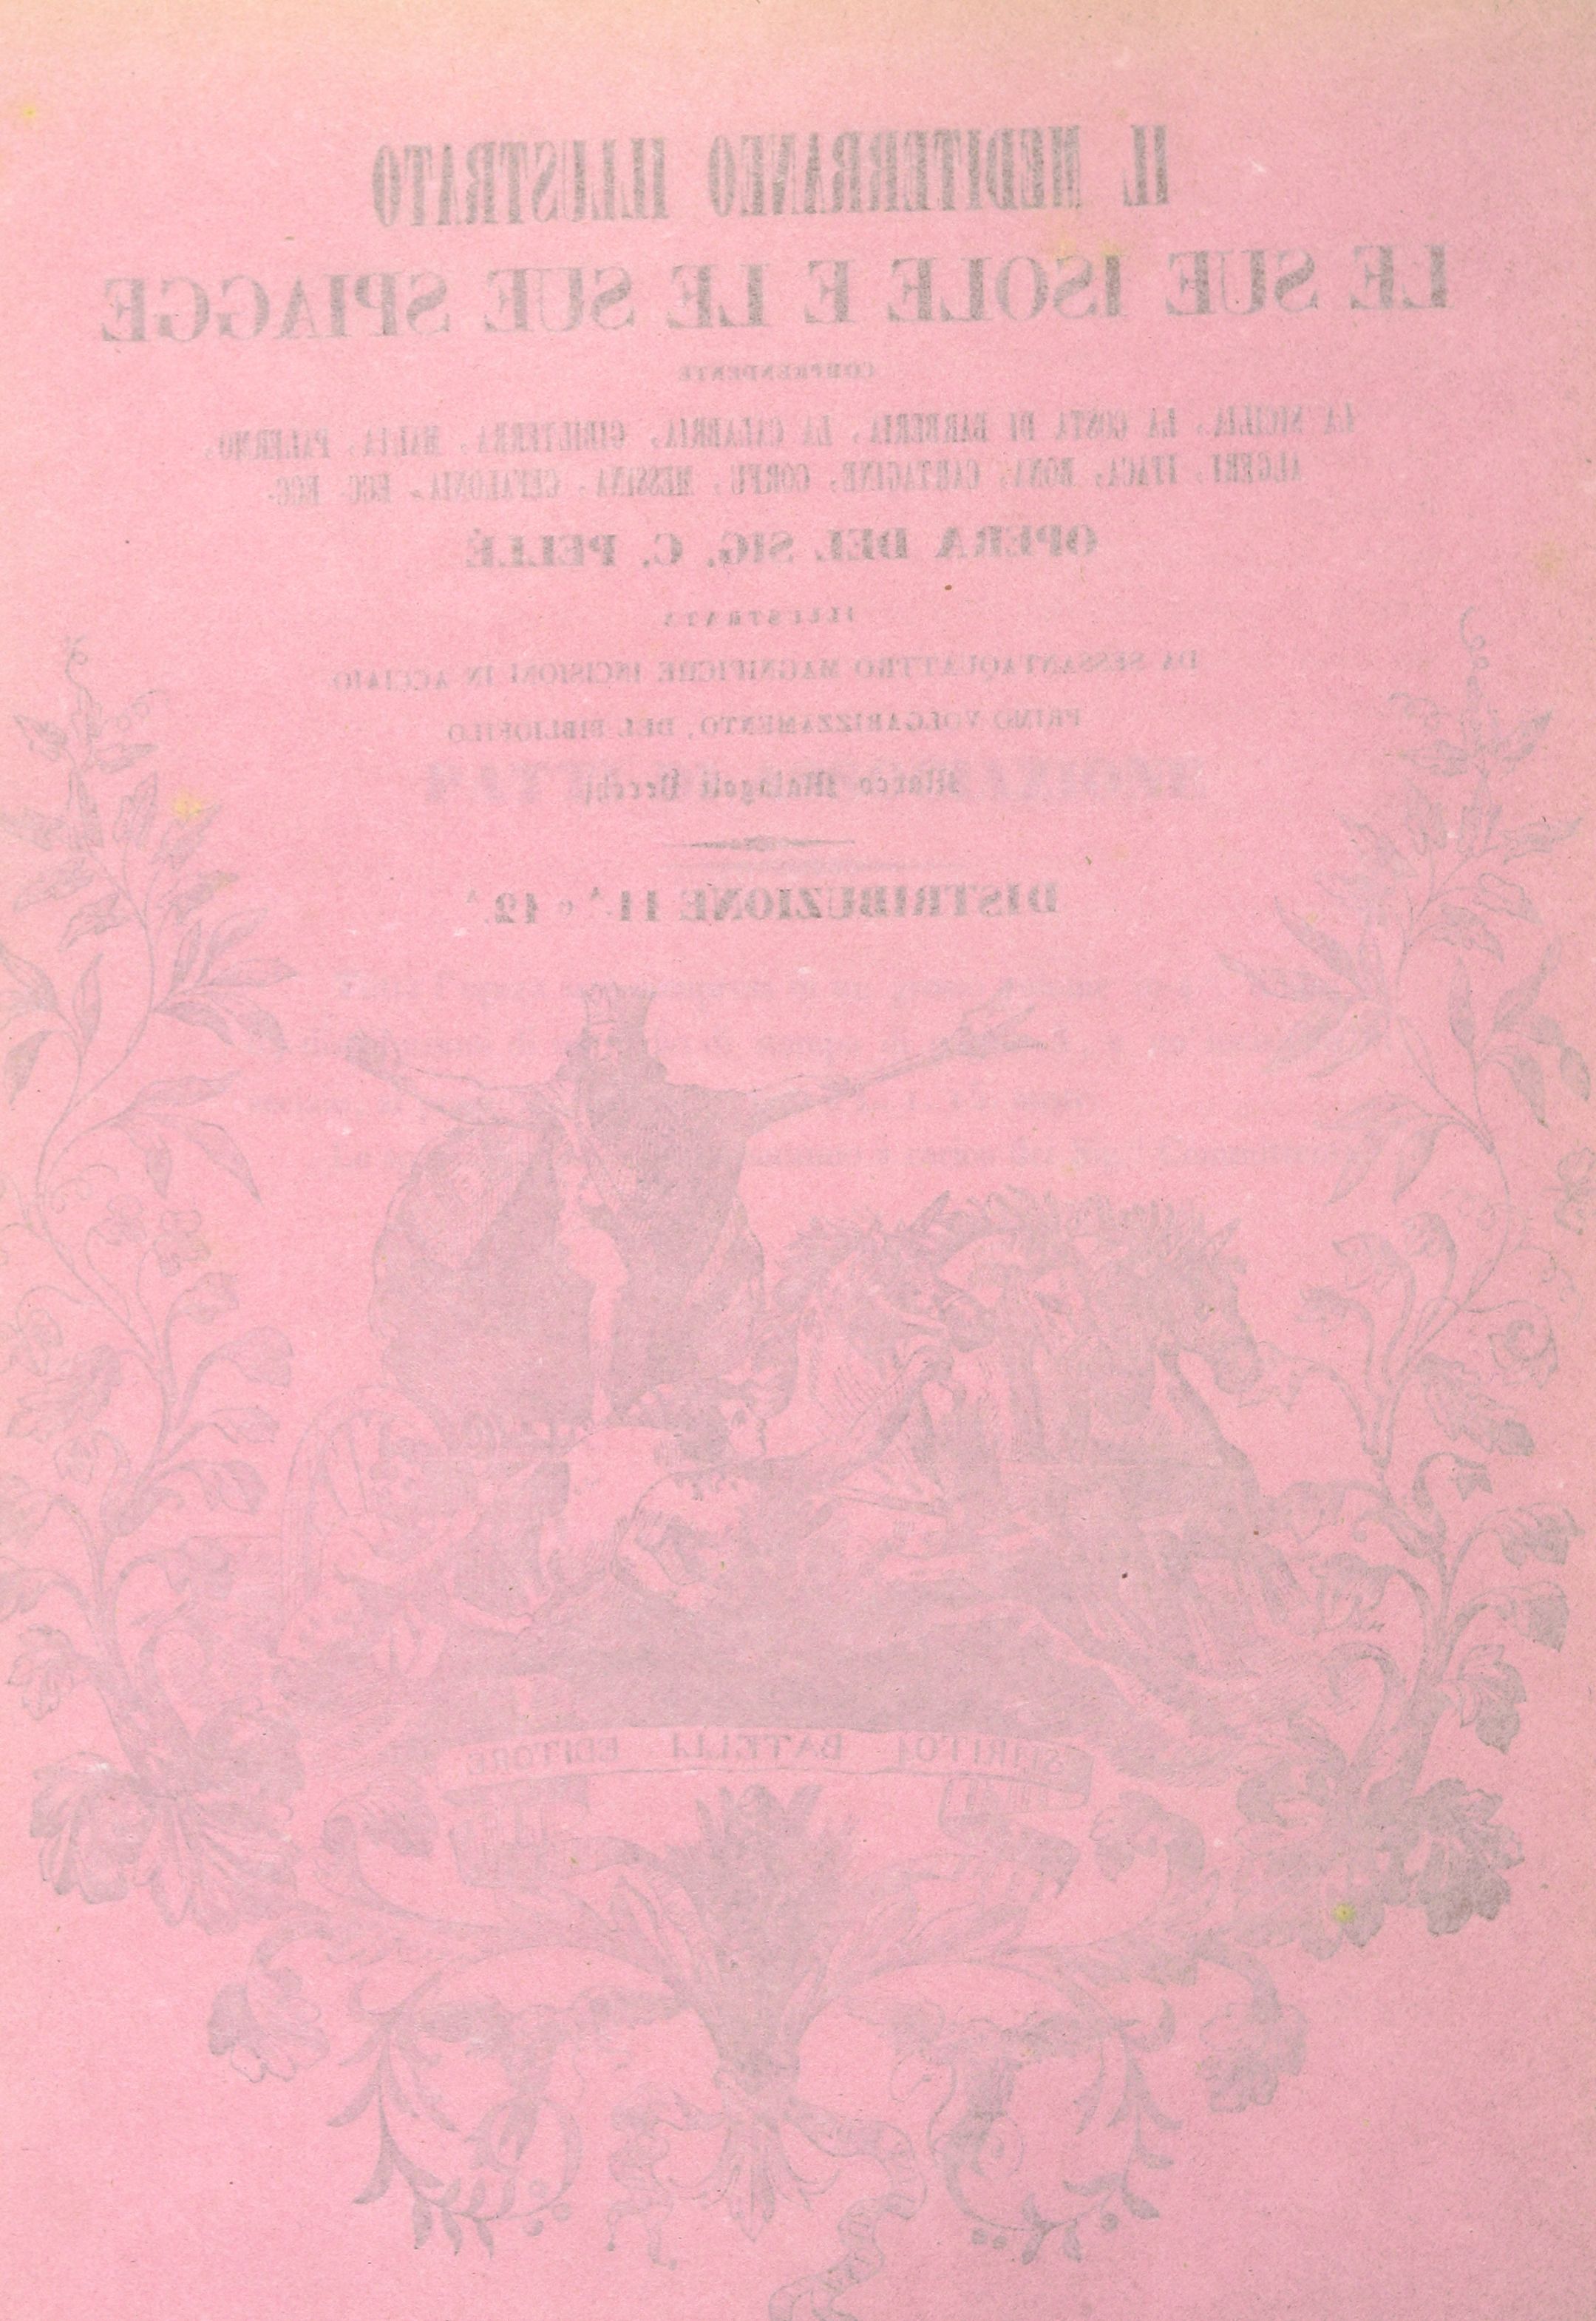 IL MEDITERRANEO ILLUSTRATO
LE SUE ISOLE E LE SUE SPIAGGE
COMPRENDENTE
LA SICILIA, LA COSTA DI BARBERIA, LA CALABRIA, GIBILTERRA, MALTA, PALERMO,
ALGERI, ITACA, BONA, CARTAGINE, CORFU, MESSINA, CEFALONIA, ECC. ECC.
OPERA DEL SIG. C. PELLÉ
ILLUSTRATA
DA SESSANTAQUATTRO MAGNIFICHE INCISIONI IN ACCIAIO
PRIMO VOLGARIZZAMENTO, DEL BIBLIOFILO
Marco Malagoli Vecchj
DISTRIBUZIONE 11.ᴬ e 12.ᴬ
BATELLI EDITORE